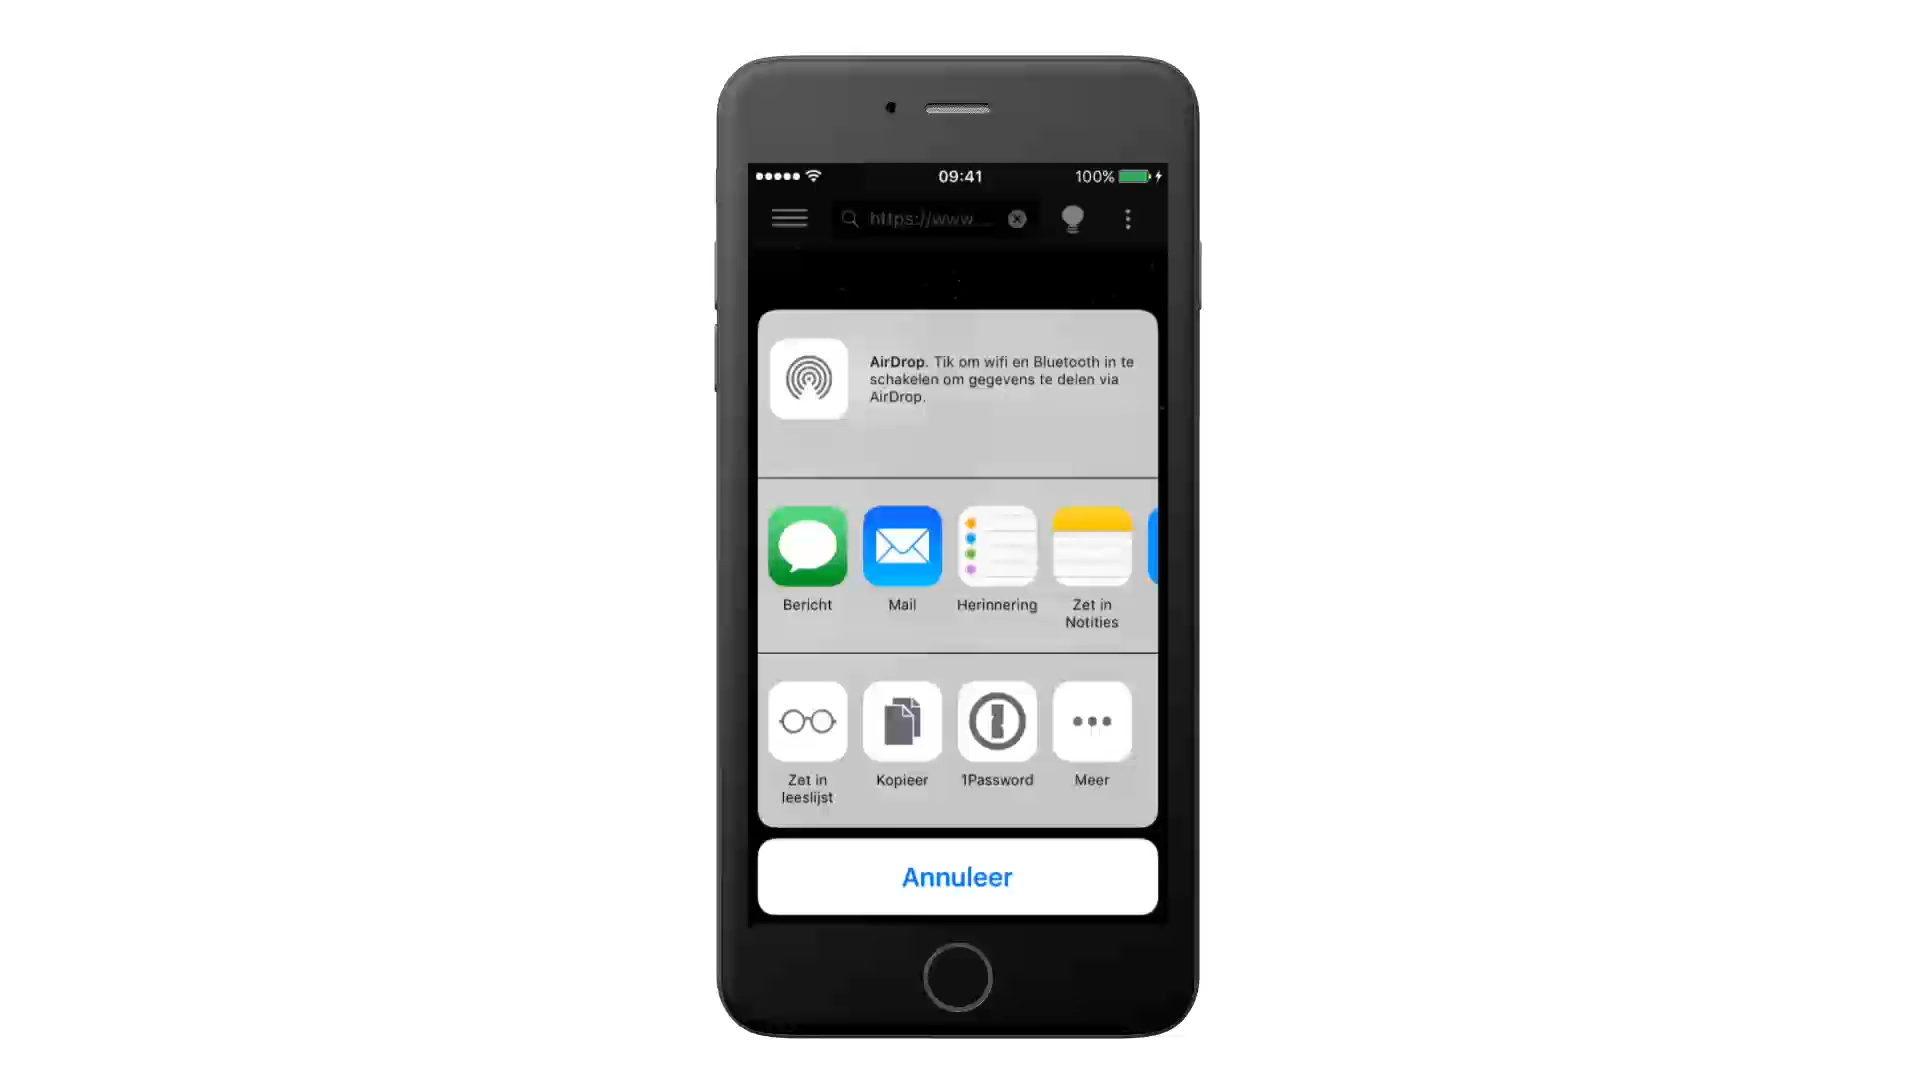 09:41
100%
https://www....
AirDrop. Tik om wifi en Bluetooth in te
schakelen om gegevens te delen via
AirDrop.
Bericht
Mail
Herinnering
Zet in
Notities
Zet in
leeslijst
Kopieer
1Password
Meer
Annuleer